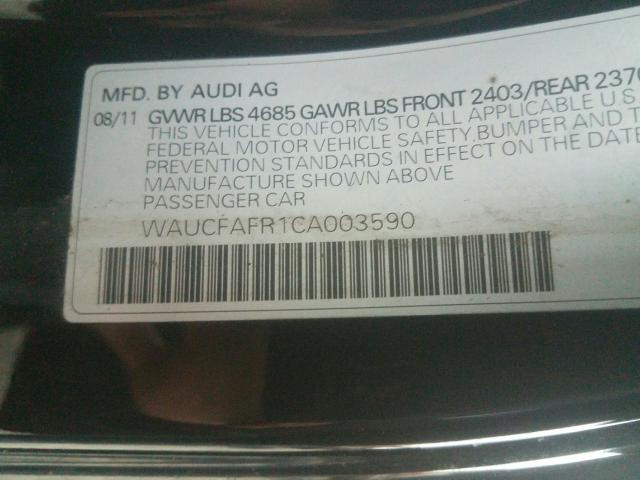 MFD. BY AUDI AG
08/11 GVWR LBS 4685 GAWR LBS FRONT 2403/REAR 2370
THIS VEHICLE CONFORMS TO ALL APPLICABLE U.S.
FEDERAL MOTOR VEHICLE SAFETY, BUMPER AND T
PREVENTION STANDARDS IN EFFECT ON THE DATE
MANUFACTURE SHOWN ABOVE
PASSENGER CAR
WAUCFAFR1CA003590